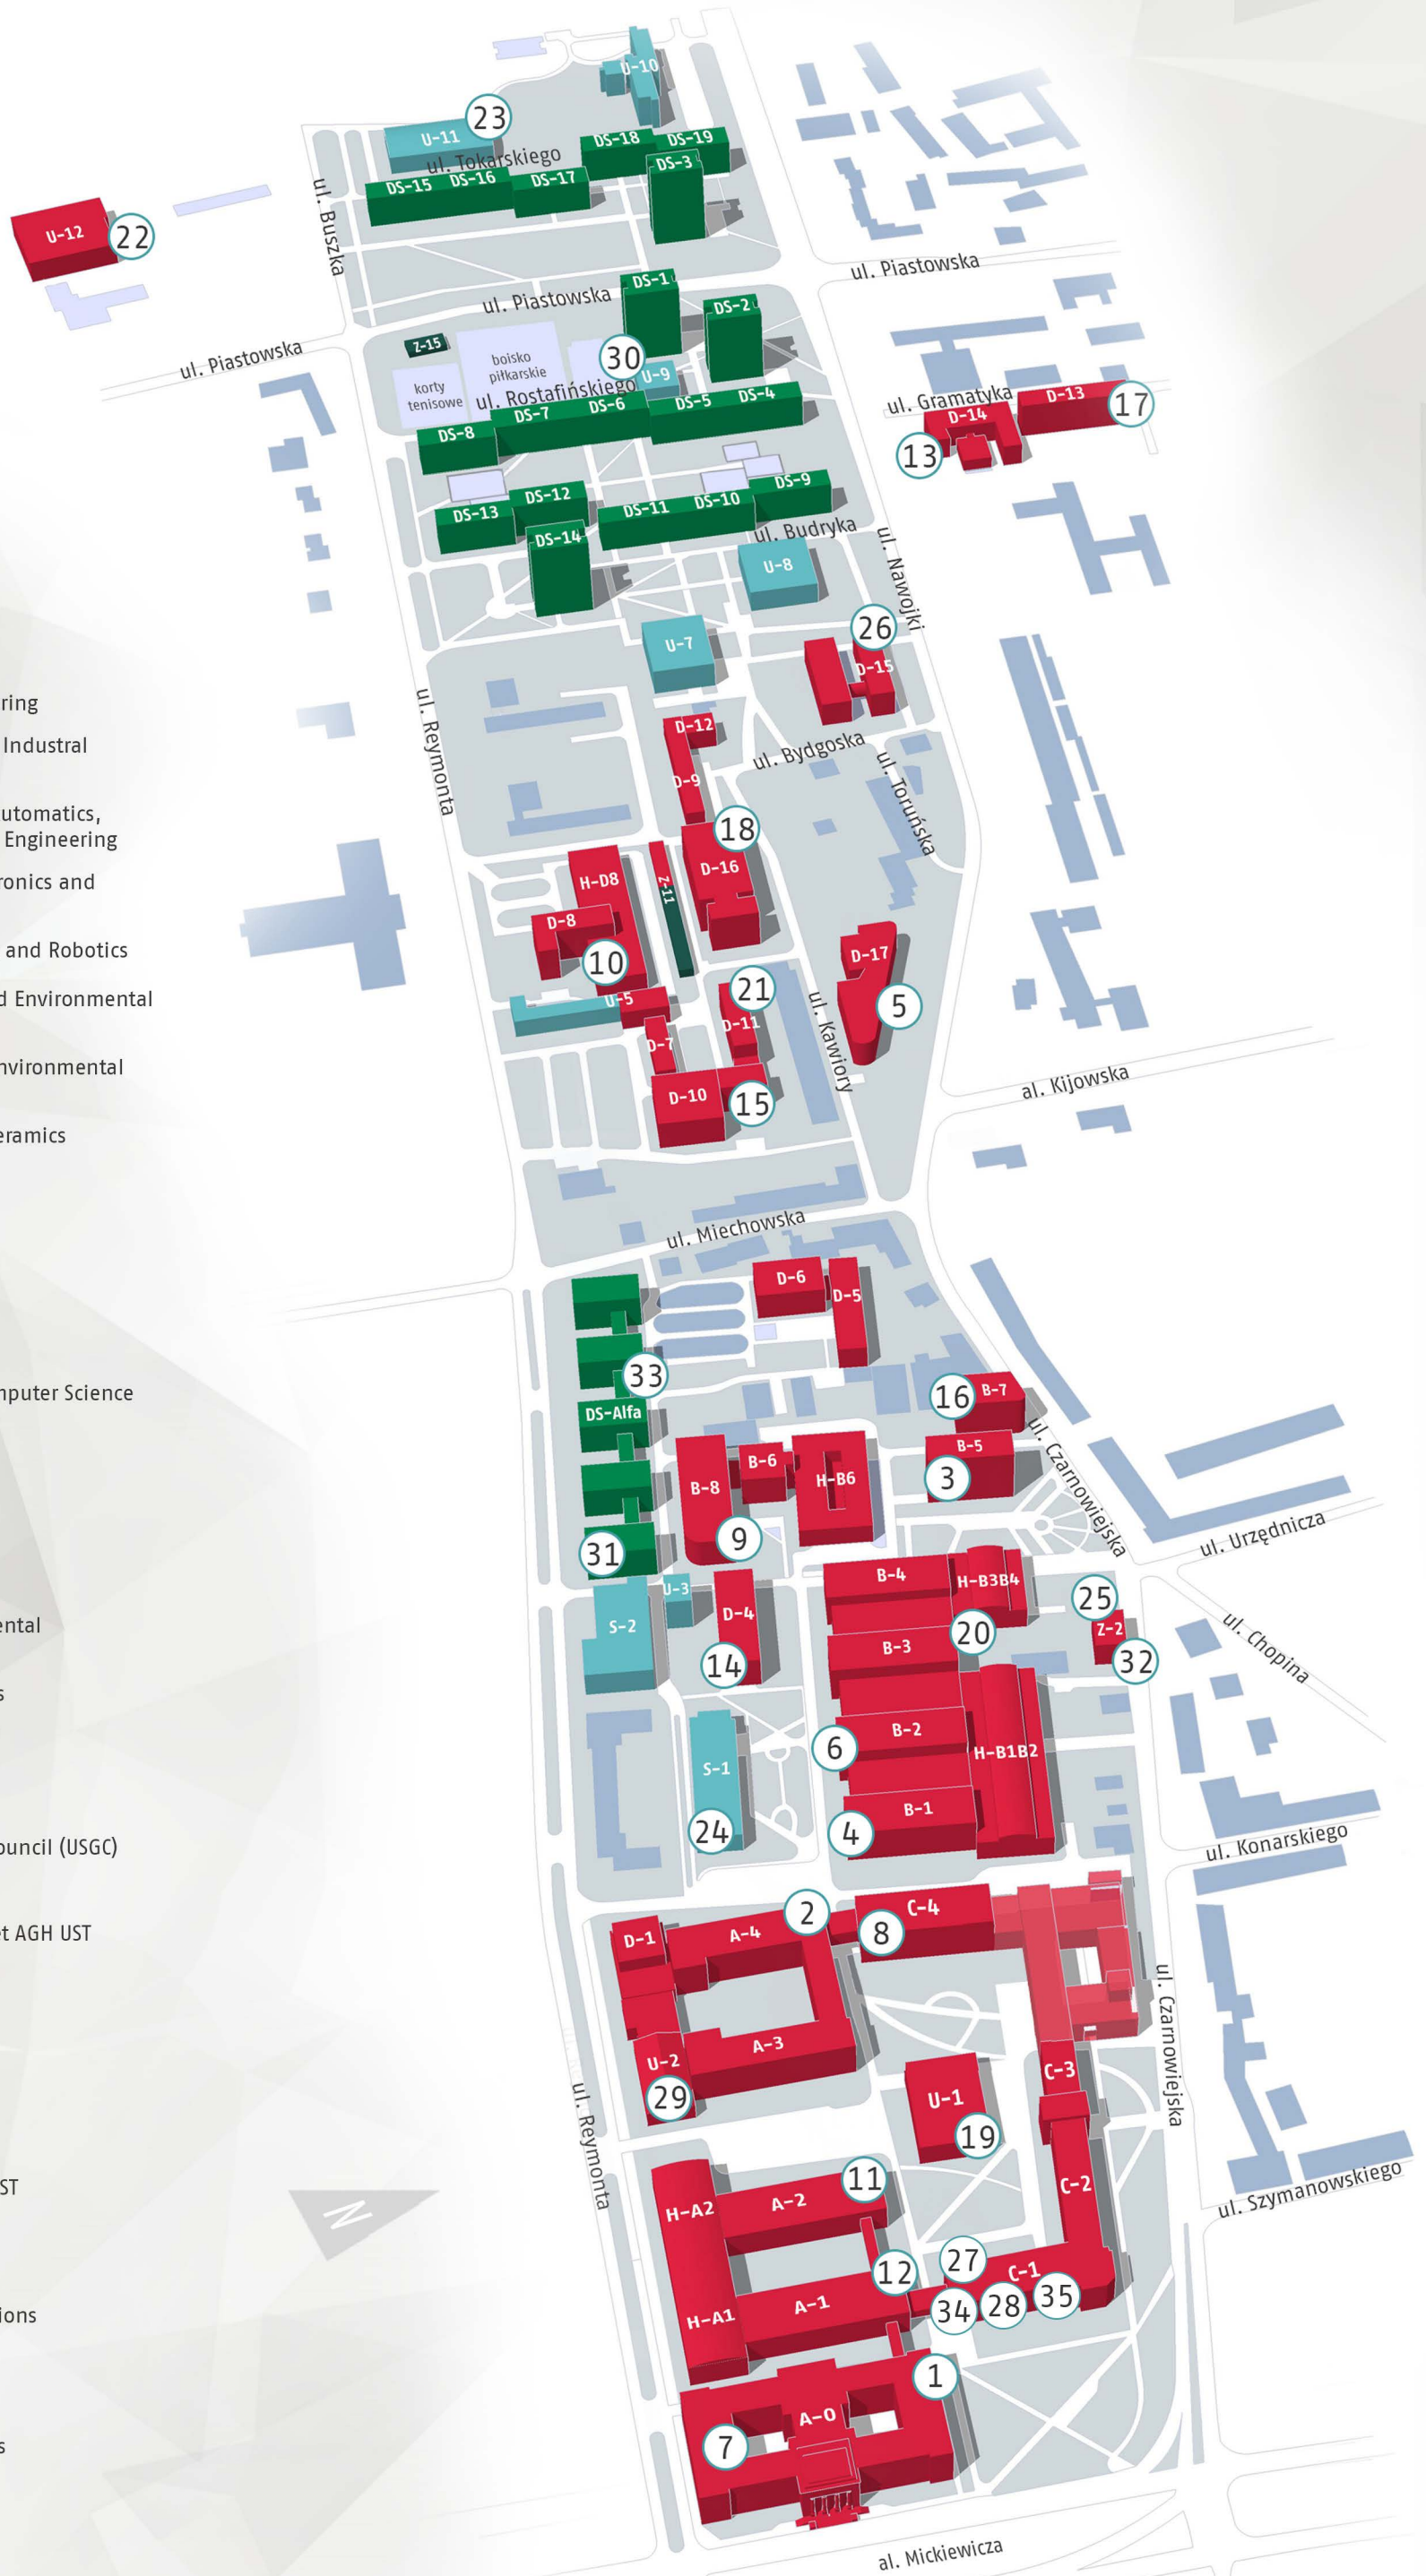 U-10
23
U-11
DS-18
DS-19
ul. Tokarskiego
DS-3
DS-15
DS-16
DS-17
ul. Buszka
U-12
22
ul. Piastowska
DS-1
ul. Piastowska
DS-2
Z-15
boisko
piłkarskie
30
ul. Piastowska
korty
tenisowe
U-9
ul. Rostafińskiego
ul. Gramatyka
D-13
17
DS-8
DS-7
DS-6
DS-5
DS-4
D-14
13
DS-12
DS-9
DS-13
DS-11
DS-10
DS-14
ul. Budryka
ul. Nawojki
U-8
26
U-7
D-15
ul. Reymonta
D-12
ul. Bydgoska
ul. Toruńska
D-9
18
H-D8
Z-11
D-16
D-8
10
D-17
21
5
U-5
D-11
ul. Kawiory
D-7
D-10
15
al. Kijowska
ring
Industral
utomatics,
Engineering
ronics and
and Robotics
d Environmental
nvironmental
eramics
ul. Miechowska
D-6
D-5
33
16
B-7
DS-Alfa
mputer Science
B-5
B-6
3
B-8
H-B6
ul. Czarnowiejska
9
31
ul. Urzędnicza
B-4
H-B3B4
U-3
S-2
D-4
25
Z-2
20
B-3
32
14
ul. Chopina
ental
s
B-2
6
H-B1B2
S-1
B-1
24
4
ul. Konarskiego
ouncil (USGC)
2
C-4
8
D-1
A-4
et AGH UST
ul. Czarnowiejska
A-3
U-2
C-3
29
U-1
19
ul. Reymonta
11
H-A2
A-2
C-2
ul. Szymanowskiego
ST
N
27
C-1
12
34
28
35
A-1
H-A1
ions
1
A-0
7
s
al. Mickiewicza